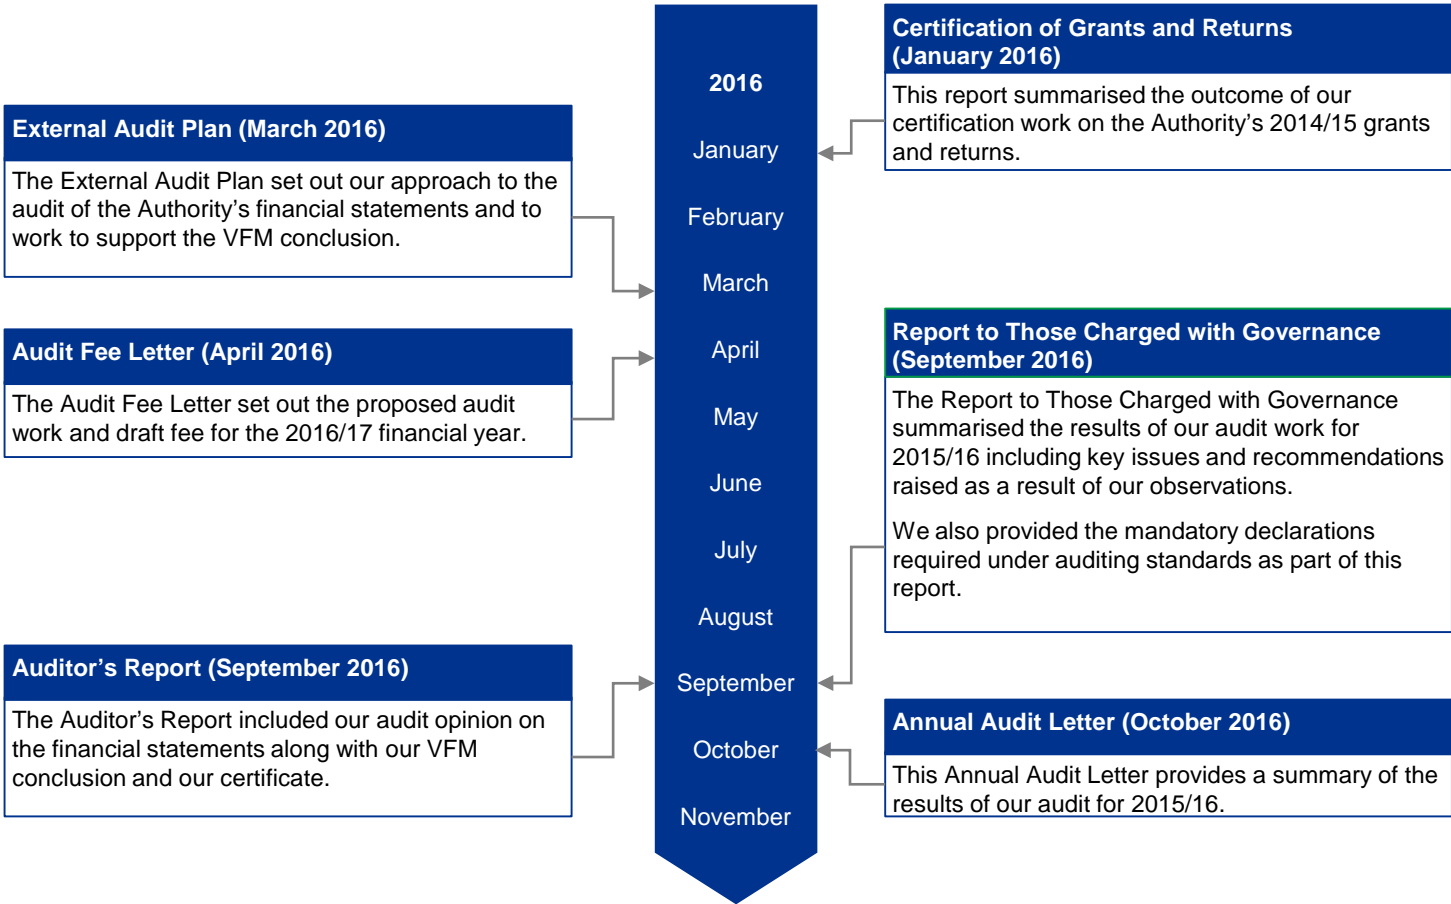 2016
January
February
March
April
May
June
July
August
September
October
November
External Audit Plan (March 2016)
The External Audit Plan set out our approach to the
audit of the Authority’s financial statements and to
work to support the VFM conclusion.
Audit Fee Letter (April 2016)
The Audit Fee Letter set out the proposed audit
work and draft fee for the 2016/17 financial year.
Auditor’s Report (September 2016)
The Auditor’s Report included our audit opinion on
the financial statements along with our VFM
conclusion and our certificate.
Certification of Grants and Returns
(January 2016)
This report summarised the outcome of our
certification work on the Authority’s 2014/15 grants
and returns.
Report to Those Charged with Governance
(September 2016)
The Report to Those Charged with Governance
summarised the results of our audit work for
2015/16 including key issues and recommendations
raised as a result of our observations.
We also provided the mandatory declarations
required under auditing standards as part of this
report.
Annual Audit Letter (October 2016)
This Annual Audit Letter provides a summary of the
results of our audit for 2015/16.